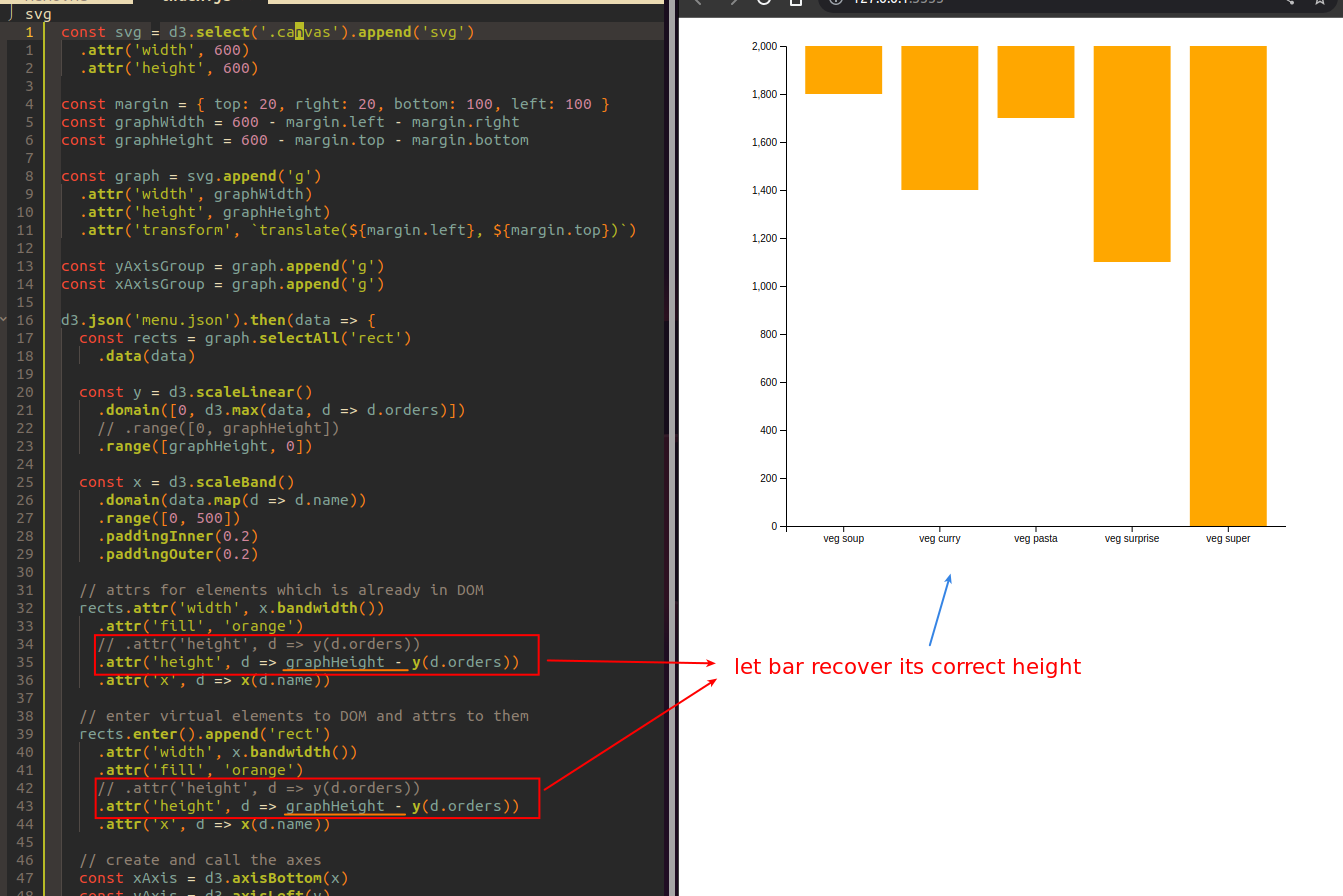 svg
1 const svg = d3.select('.canvas').append('svg')
1 .attr('width', 600)
2 .attr('height', 600)
3
4 const margin = { top: 20, right: 20, bottom: 100, left: 100 }
5 const graphWidth = 600 - margin.left - margin.right
6 const graphHeight = 600 - margin.top - margin.bottom
7
8 const graph = svg.append('g')
9 .attr('width', graphWidth)
10 .attr('height', graphHeight)
11 .attr('transform', `translate(${margin.left}, ${margin.top})`)
12
13 const yAxisGroup = graph.append('g')
14 const xAxisGroup = graph.append('g')
15
16 d3.json('menu.json').then(data => {
17 const rects = graph.selectAll('rect')
18 .data(data)
19
20 const y = d3.scaleLinear()
21 .domain([0, d3.max(data, d => d.orders)])
22 // .range([0, graphHeight])
23 .range([graphHeight, 0])
24
25 const x = d3.scaleBand()
26 .domain(data.map(d => d.name))
27 .range([0, 500])
28 .paddingInner(0.2)
29 .paddingOuter(0.2)
30
31 // attrs for elements which is already in DOM
32 rects.attr('width', x.bandwidth())
33 .attr('fill', 'orange')
34 // .attr('height', d => y(d.orders))
35 .attr('height', d => graphHeight - y(d.orders))
36 .attr('x', d => x(d.name))
37
38 // enter virtual elements to DOM and attrs to them
39 rects.enter().append('rect')
40 .attr('width', x.bandwidth())
41 .attr('fill', 'orange')
42 // .attr('height', d => y(d.orders))
43 .attr('height', d => graphHeight - y(d.orders))
44 .attr('x', d => x(d.name))
45
46 // create and call the axes
47 const xAxis = d3.axisBottom(x)
48 const yAxis = d3.axisLeft(y)
2,000
1,800
1,600
1,400
1,200
1,000
800
600
400
200
0
veg soup veg curry veg pasta veg surprise veg super
let bar recover its correct height